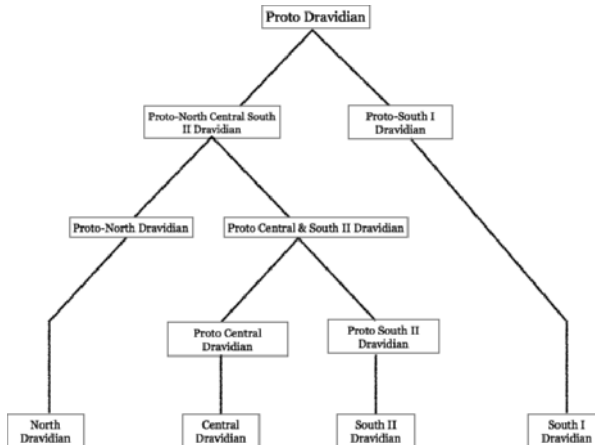 Proto Dravidian
Proto-North Central South
II Dravidian
Proto-South I
Dravidian
Proto-North Dravidian
Proto Central & South II Dravidian
Proto Central
Dravidian
Proto South II
Dravidian
North
Dravidian
Central
Dravidian
South II
Dravidian
South I
Dravidian